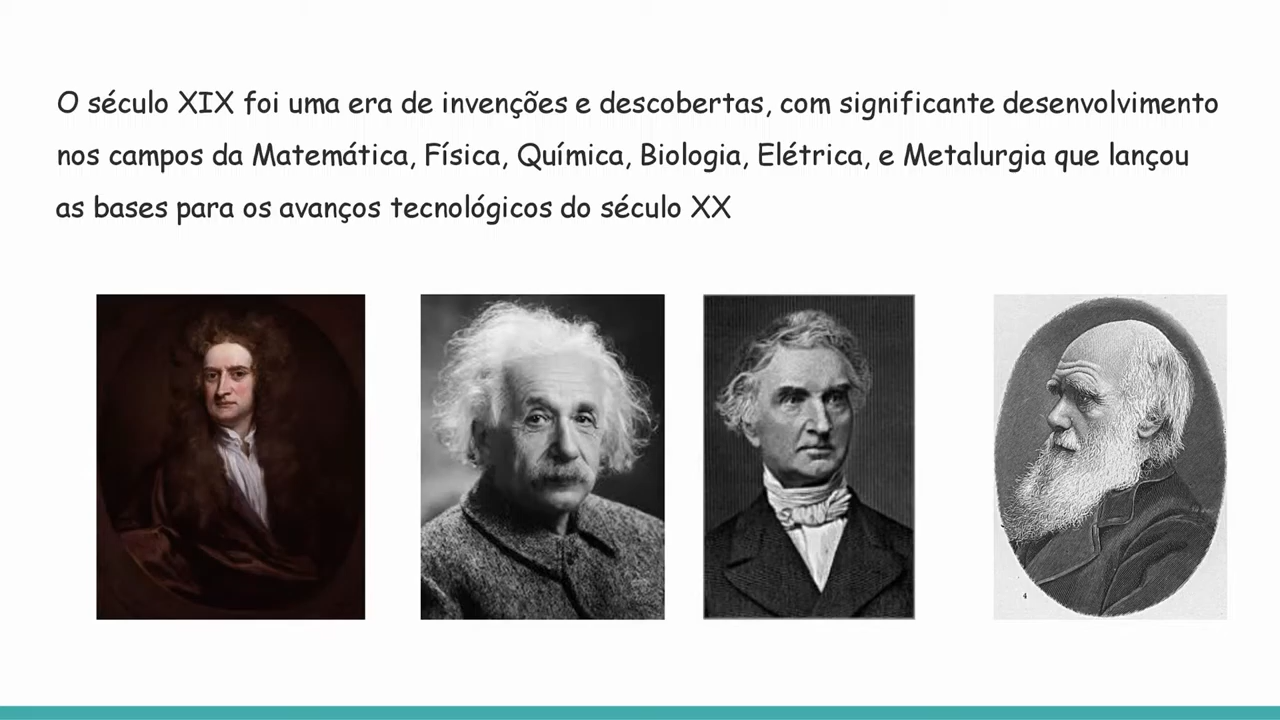 O século XIX foi uma era de invenções e descobertas, com significante desenvolvimento
nos campos da Matemática, Física, Química, Biologia, Elétrica, e Metalurgia que lançou
as bases para os avanços tecnológicos do século XX
4